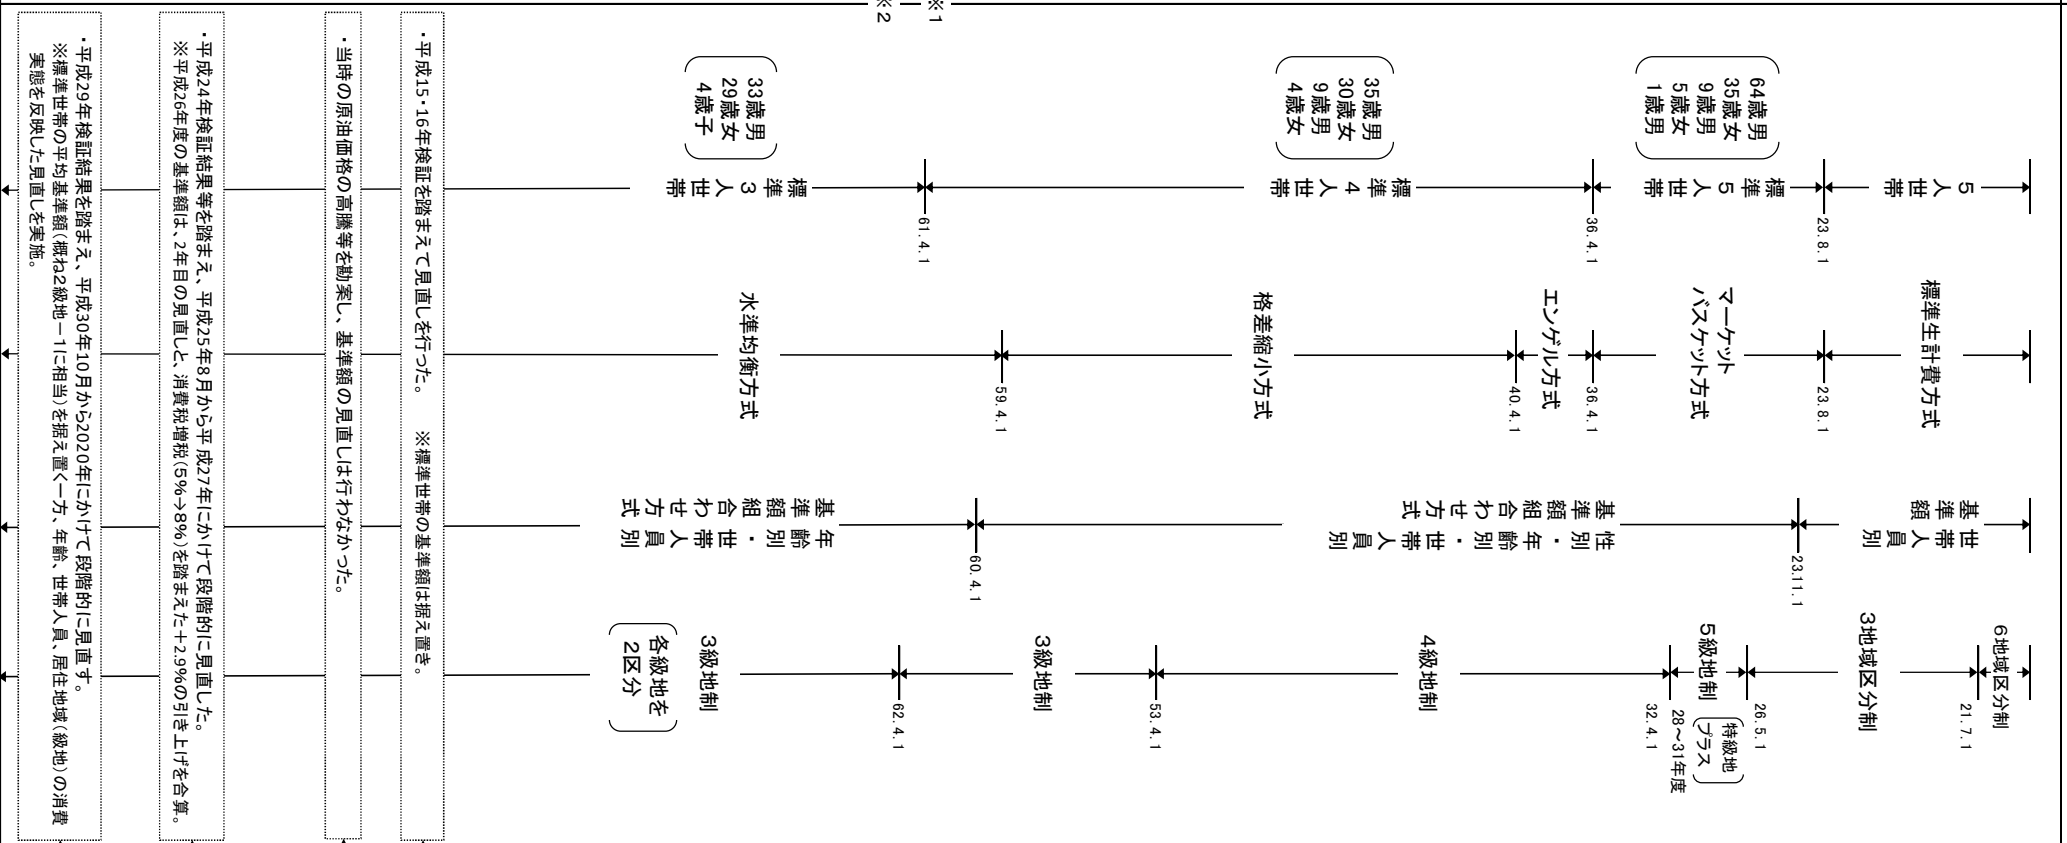 5人世帯
23.8.1
標準5人世帯
64歳男
35歳女
9歳男
5歳女
1歳男
36.4.1
標準4人世帯
35歳男
30歳女
9歳男
4歳女
61.4.1
標準3人世帯
33歳男
29歳女
4歳子
標準生計費方式
23.8.1
マーケット
バスケット方式
36.4.1
エンゲル方式
40.4.1
格差縮小方式
59.4.1
水準均衡方式
世帯人員別
基準額
23.11.1
性別・年齢別・世帯人員別
基準額組合わせ方式
60.4.1
年齢別・世帯人員別
基準額組合わせ方式
6地域区分制
21.7.1
3地域区分制
26.5.1
5級地制
特級地
プラス
28～31年度
32.4.1
4級地制
53.4.1
3級地制
62.4.1
3級地制
各級地を
2区分
※1
※2
・平成15・16年検証を踏まえて見直しを行った。 ※標準世帯の基準額は据え置き。
・当時の原油価格の高騰等を勘案し、基準額の見直しは行わなかった。
・平成24年検証結果等を踏まえ、平成25年8月から平成27年にかけて段階的に見直した。
※平成26年度の基準額は、2年目の見直しと、消費税増税(5%→8%)を踏まえた＋2.9%の引き上げを合算。
・平成29年検証結果を踏まえ、平成30年10月から2020年にかけて段階的に見直す。
※標準世帯の平均基準額(概ね2級地－1に相当)を据え置く一方、年齢、世帯人員、居住地域(級地)の消費
実態を反映した見直しを実施。